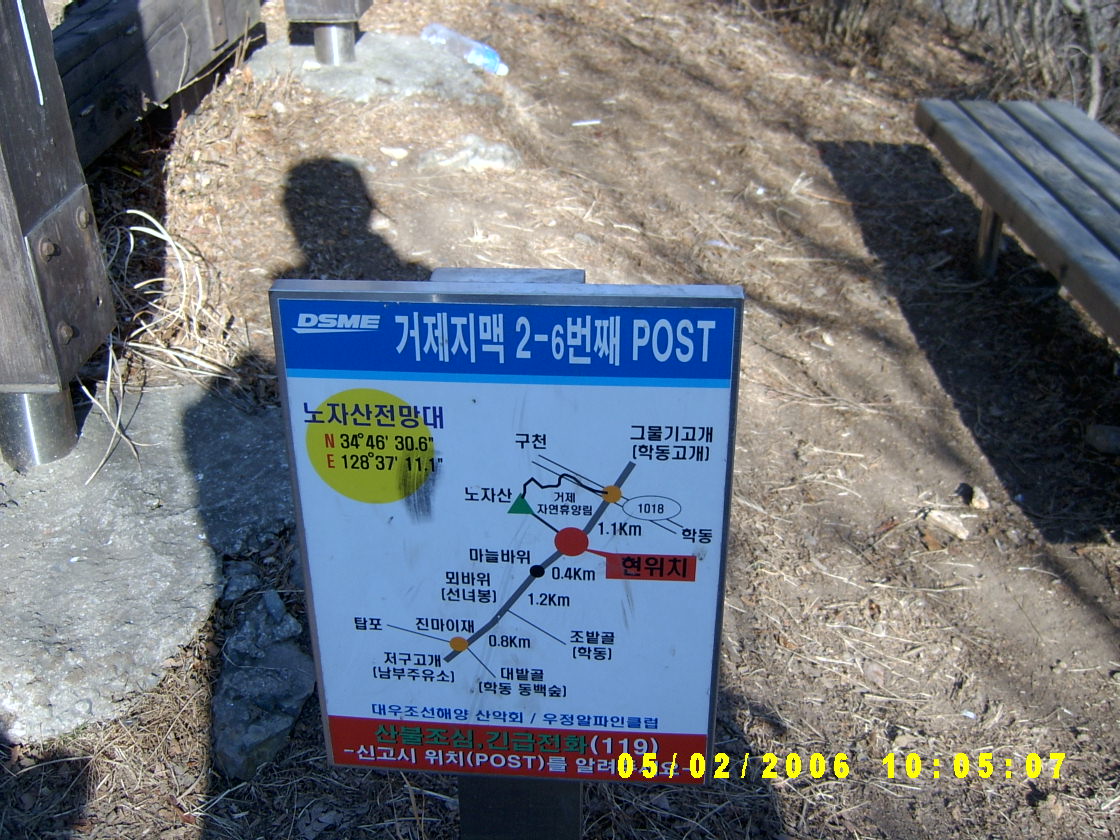 DSME 거제지맥 2-6번째 POST
노자산전망대
N 34°46' 30.6"
E 128°37' 11.1"
구천
그물기고개
(학동고개)
노자산
거제
자연휴양림
1018
1.1Km
학동
현위치
마늘바위
0.4Km
뫼바위
(선녀봉)
1.2Km
탑포
진마이재
0.8Km
조밭골
(학동)
저구고개
(남부주유소)
대밭골
(학동 동백숲)
대우조선해양 산악회 / 우정알파인클럽
산불조심,긴급전화(119)
-신고시 위치(POST)를 알려
05/02/2006 10:05:07